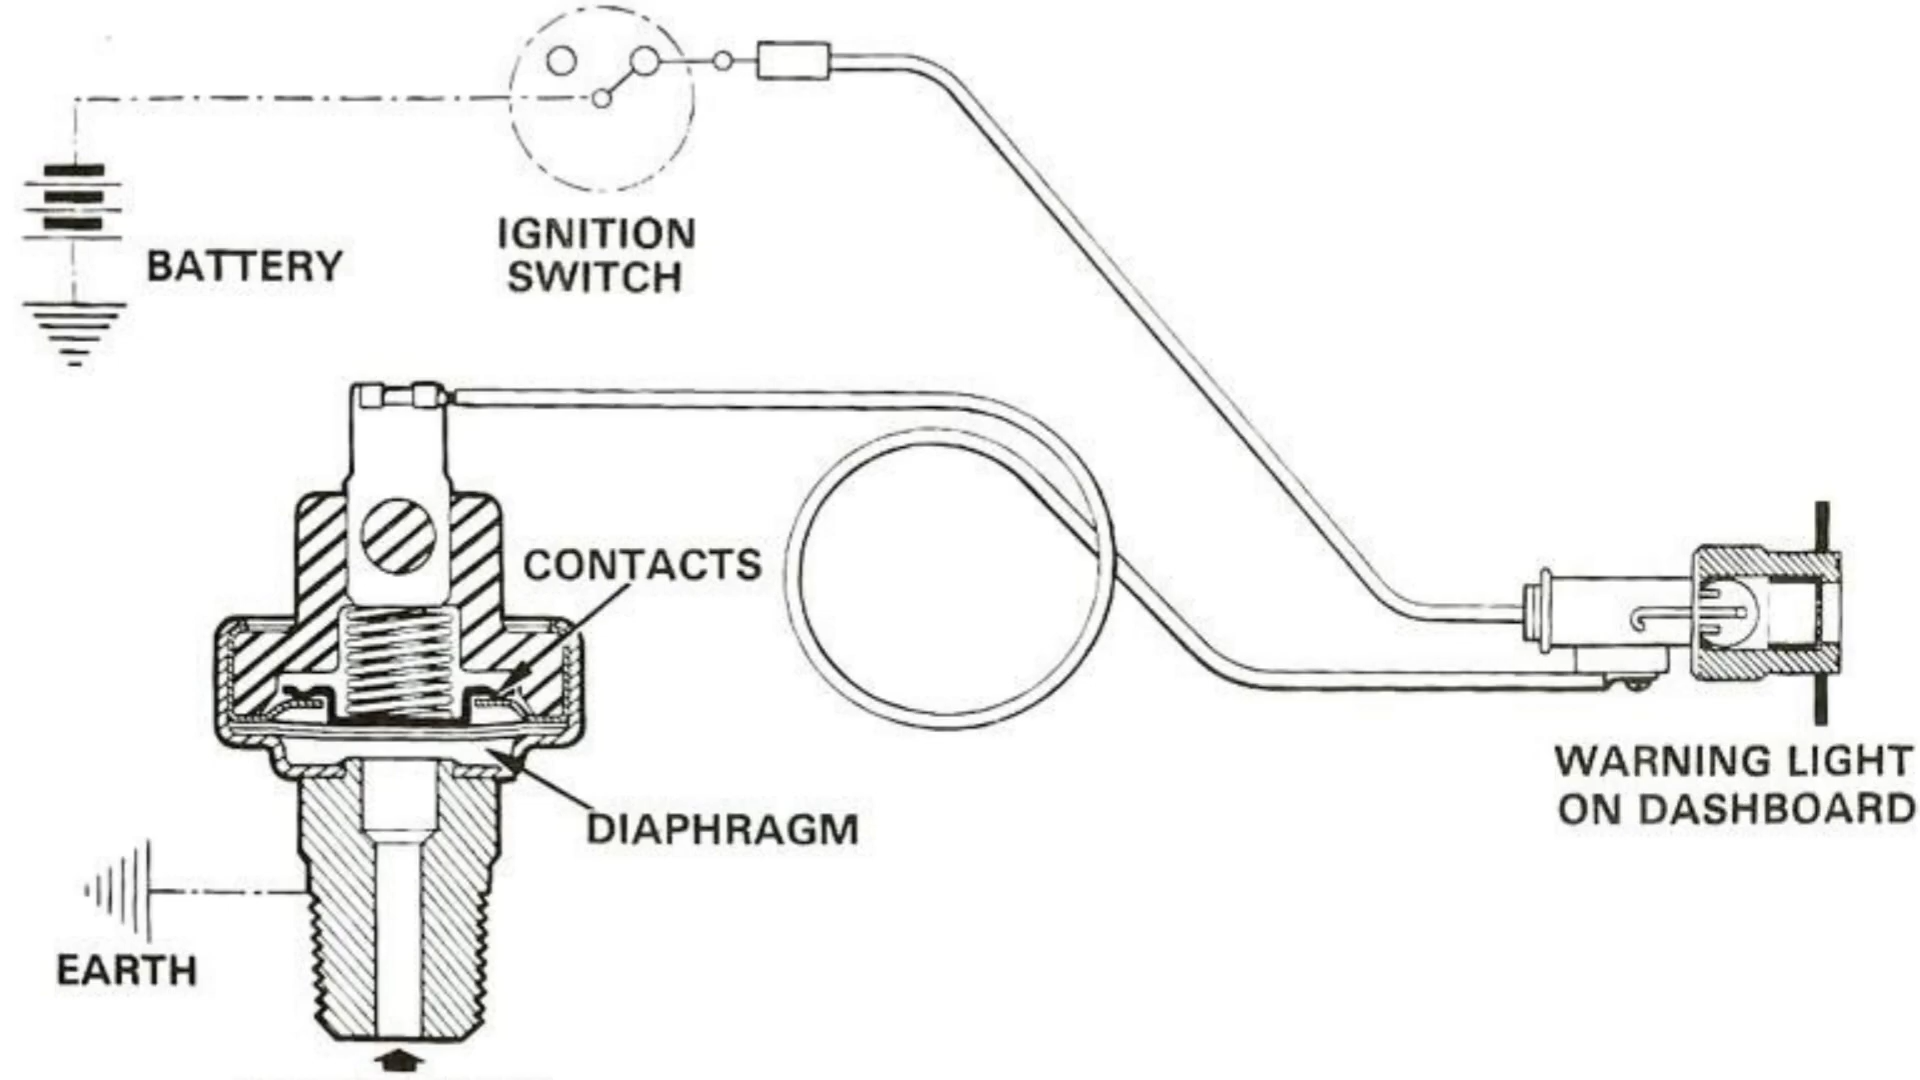 IGNITION
SWITCH
BATTERY
CONTACTS
WARNING LIGHT
ON DASHBOARD
DIAPHRAGM
EARTH